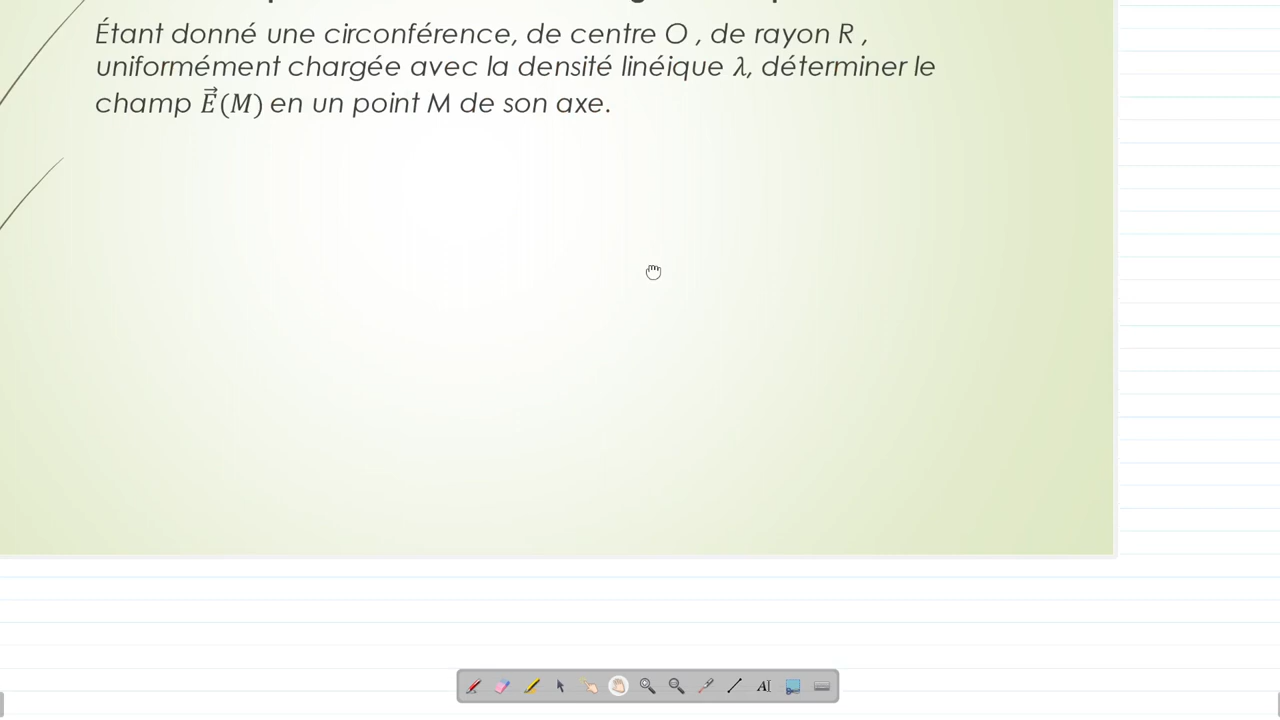 Étant donné une circonférence, de centre O , de rayon R ,
uniformément chargée avec la densité linéique λ, déterminer le
champ E⃗(M) en un point M de son axe.
AI